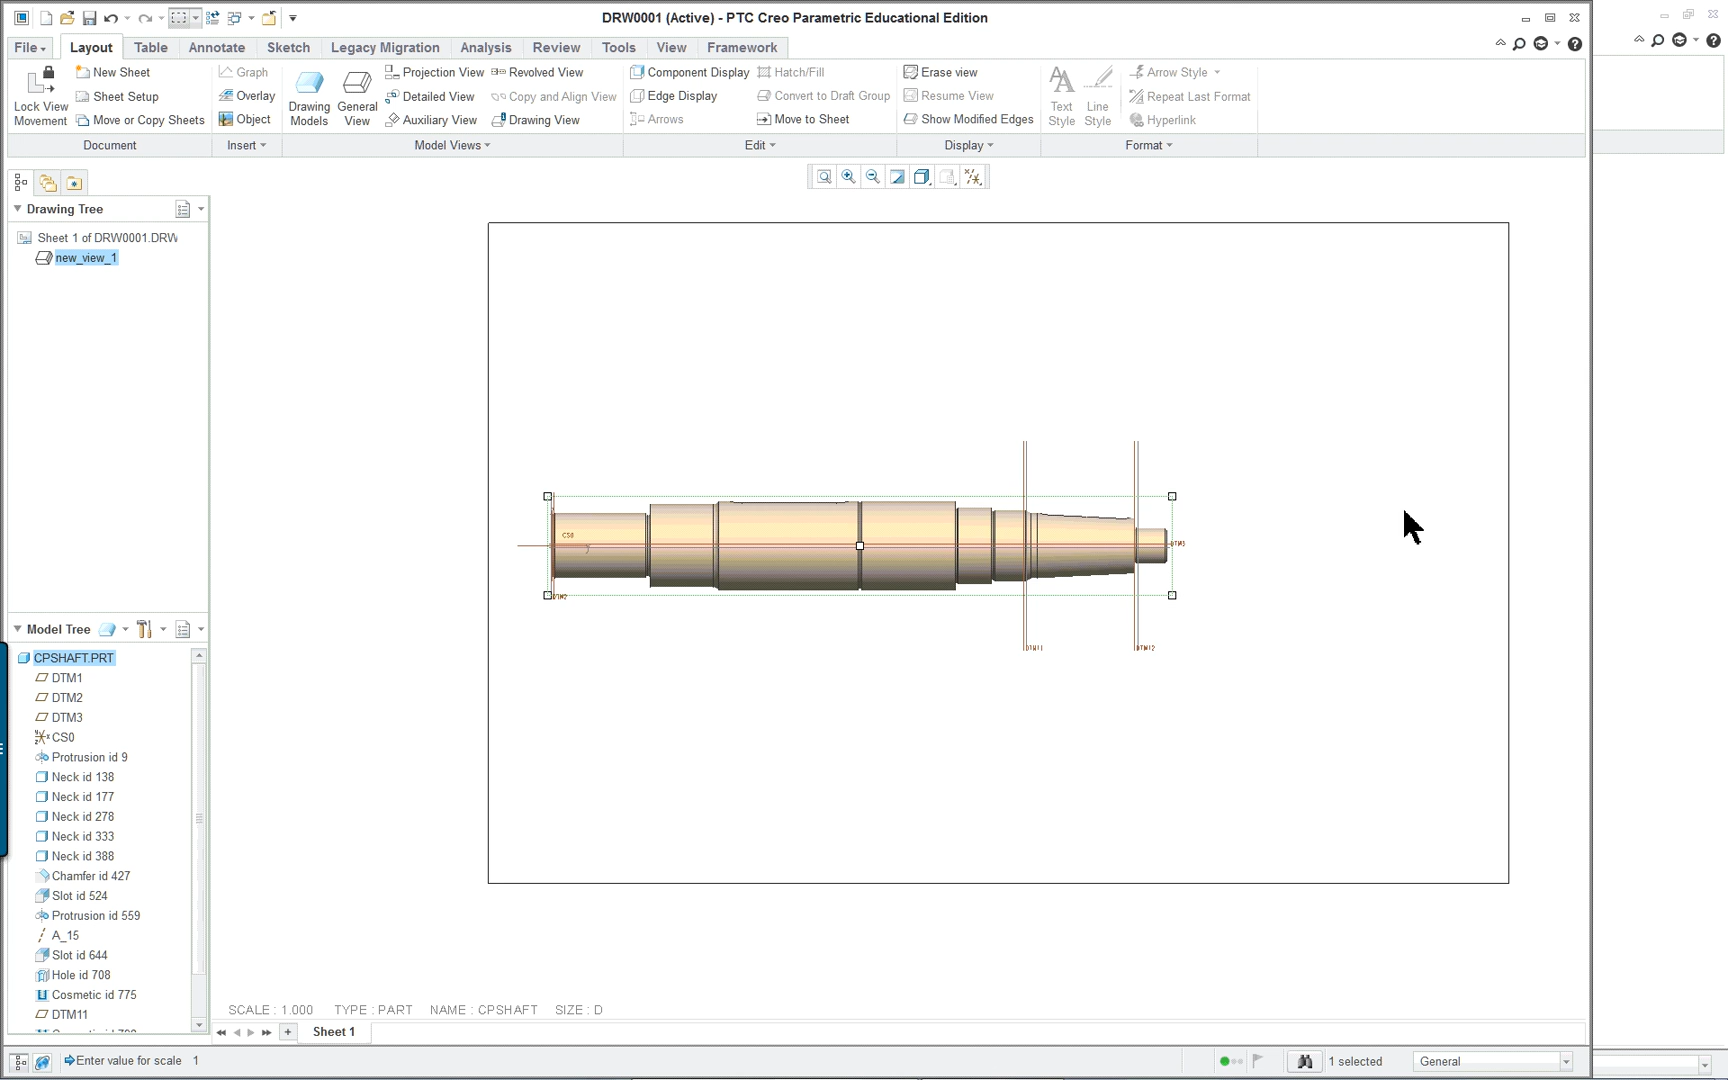 DRW0001 (Active) - PTC Creo Parametric Educational Edition
File Layout Table Annotate Sketch Legacy Migration Analysis Review Tools View Framework
Lock View Movement
New Sheet
Sheet Setup
Move or Copy Sheets
Document
Graph
Overlay
Object
Insert
Drawing Models
General View
Projection View
Detailed View
Auxiliary View
Revolved View
Copy and Align View
Drawing View
Model Views
Component Display
Edge Display
Arrows
Hatch/Fill
Convert to Draft Group
Move to Sheet
Edit
Erase view
Resume View
Show Modified Edges
Display
Text Style
Line Style
Arrow Style
Repeat Last Format
Hyperlink
Format
Drawing Tree
Sheet 1 of DRW0001.DRW
new_view_1
CS0
DTM3
DTM2
DTM11
DTM12
Model Tree
CPSHAFT.PRT
DTM1
DTM2
DTM3
CS0
Protrusion id 9
Neck id 138
Neck id 177
Neck id 278
Neck id 333
Neck id 388
Chamfer id 427
Slot id 524
Protrusion id 559
A_15
Slot id 644
Hole id 708
Cosmetic id 775
DTM11
SCALE : 1.000 TYPE : PART NAME : CPSHAFT SIZE : D
Sheet 1
Enter value for scale 1
1 selected
General